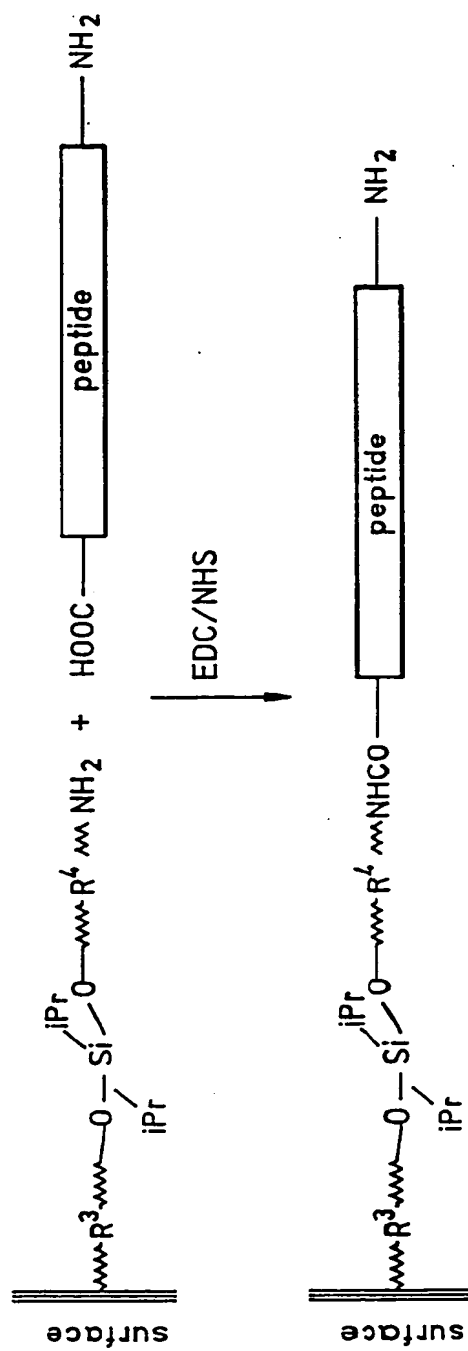 surface
R³
O
Si
iPr
iPr
O
R⁴
NH₂ + HOOC
peptide
NH₂
EDC/NHS
surface
R³
O
Si
iPr
iPr
O
R⁴
NHCO
peptide
NH₂